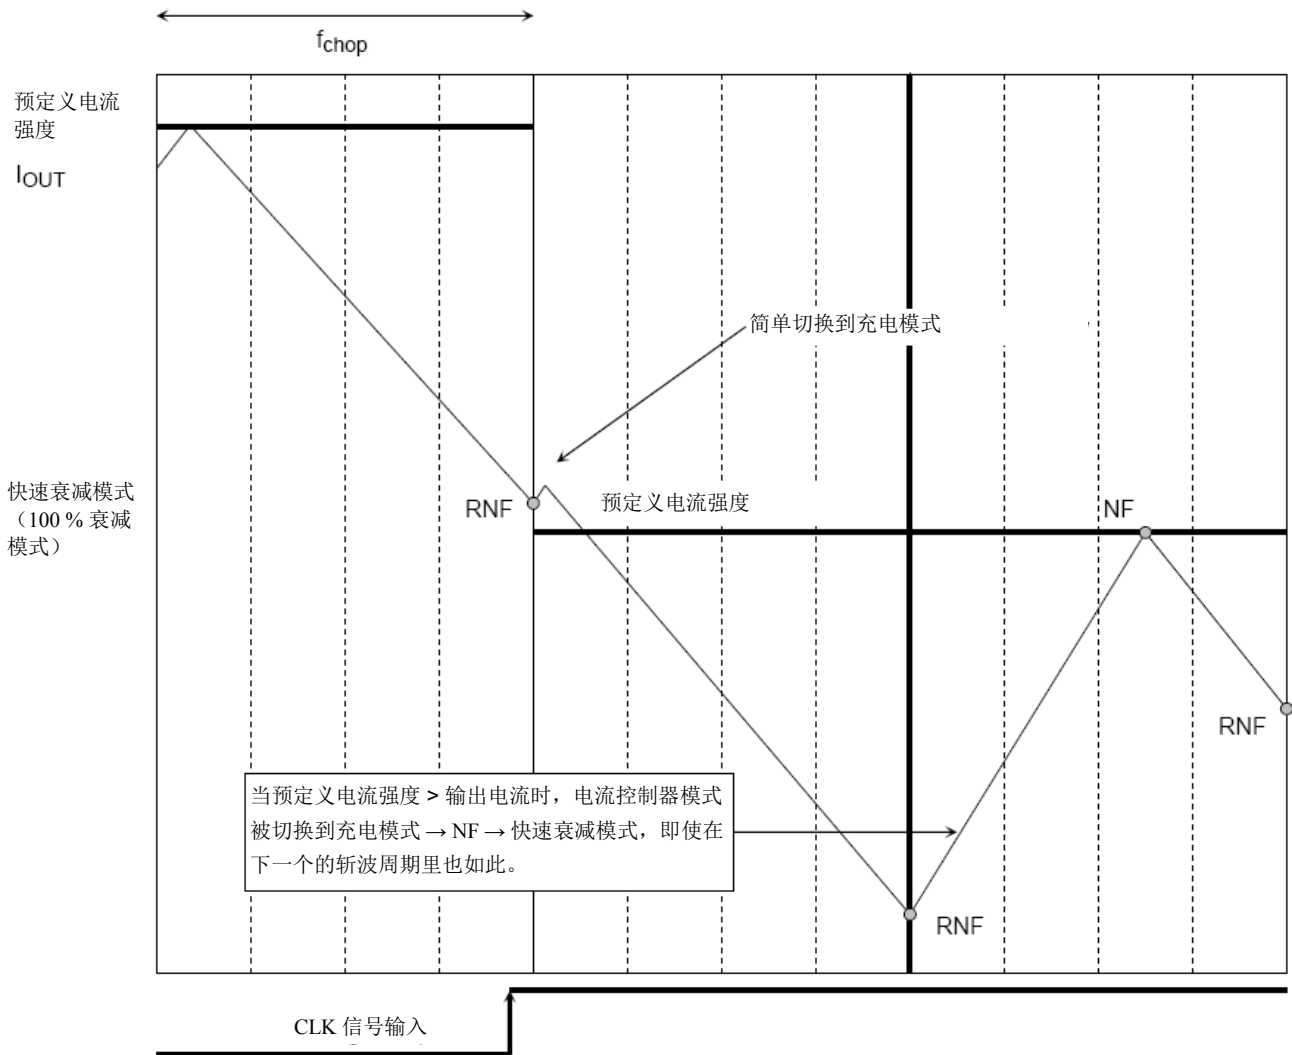 fchop
预定义电流
强度
IOUT
简单切换到充电模式
快速衰减模式
（100 % 衰减
模式）
RNF
预定义电流强度
NF
RNF
当预定义电流强度 > 输出电流时，电流控制器模式
被切换到充电模式 → NF → 快速衰减模式，即使在
下一个的斩波周期里也如此。
RNF
CLK 信号输入